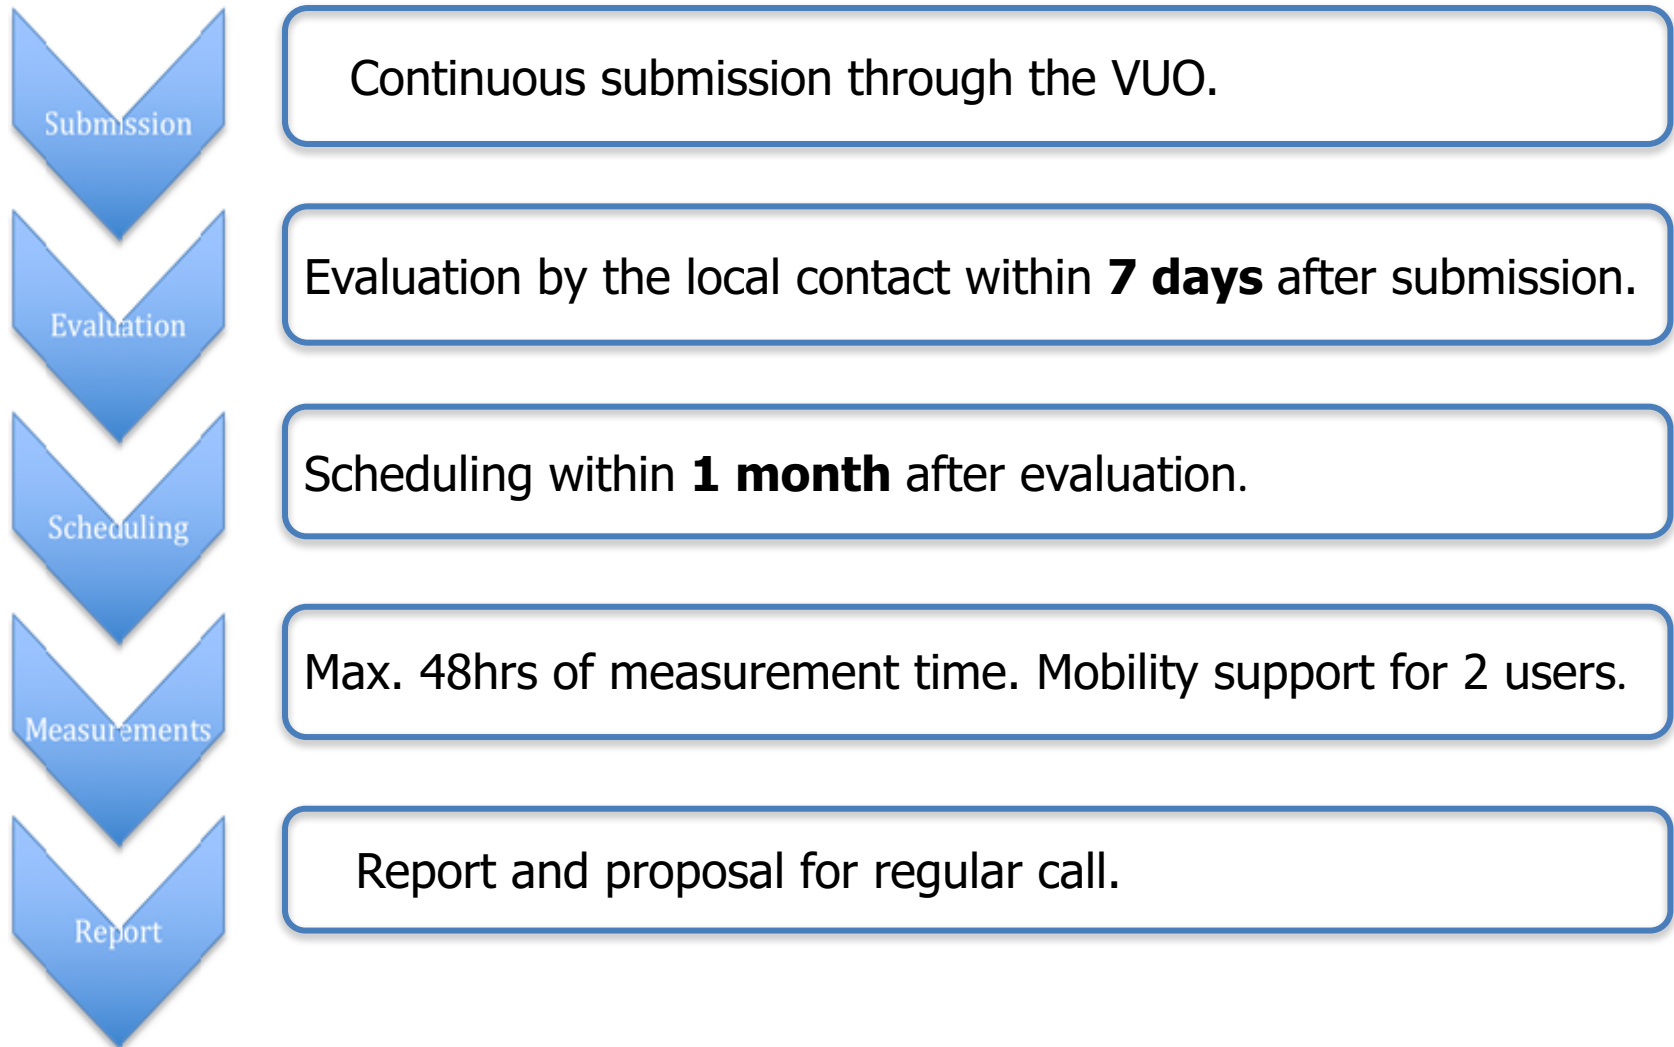 Submission
Continuous submission through the VUO.
Evaluation
Evaluation by the local contact within 7 days after submission.
Scheduling
Scheduling within 1 month after evaluation.
Measurements
Max. 48hrs of measurement time. Mobility support for 2 users.
Report
Report and proposal for regular call.